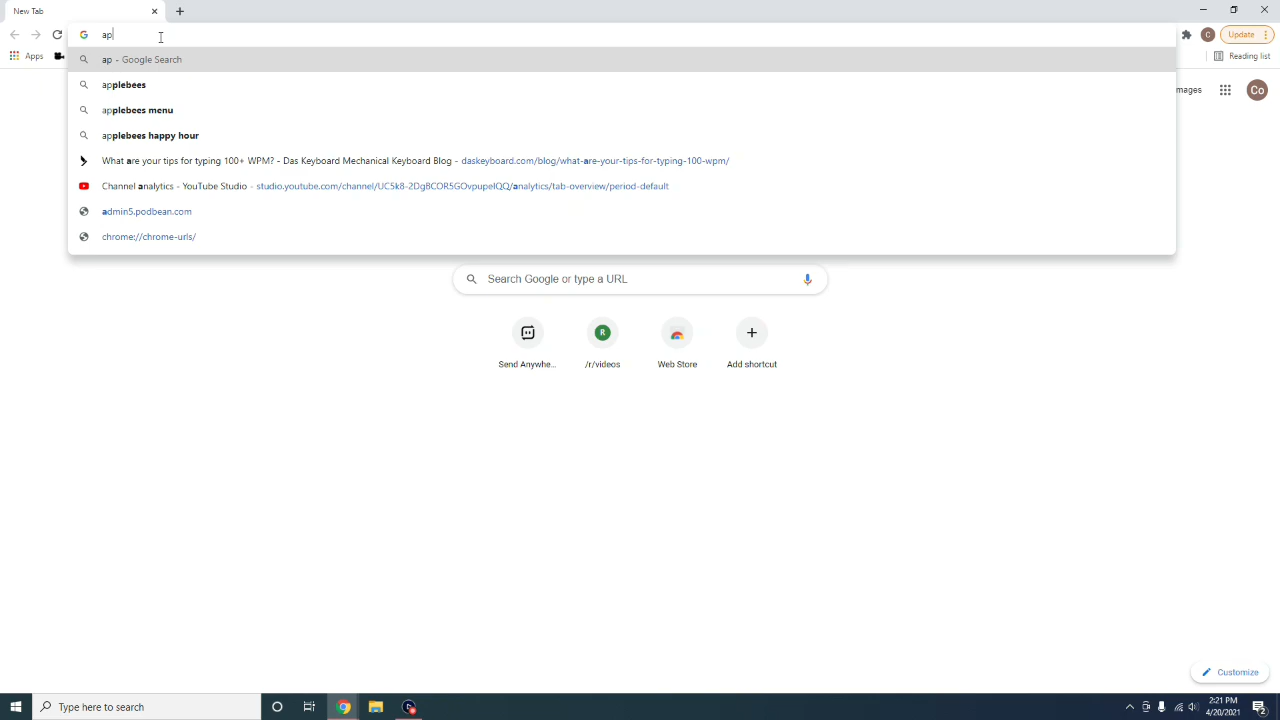 New Tab
ap
Update
Apps
Reading list
ap - Google Search
applebees
applebees menu
applebees happy hour
What are your tips for typing 100+ WPM? - Das Keyboard Mechanical Keyboard Blog - daskeyboard.com/blog/what-are-your-tips-for-typing-100-wpm/
Channel analytics - YouTube Studio - studio.youtube.com/channel/UC5k8-2DgBCOR5GOvpupeIQQ/analytics/tab-overview/period-default
admin5.podbean.com
chrome://chrome-urls/
mages
Co
Search Google or type a URL
R
Send Anywhe...
/r/videos
Web Store
Add shortcut
Customize
Type here to search
2:21 PM
4/20/2021
2